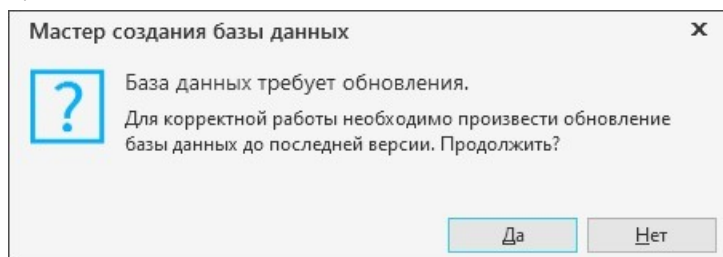 Мастер создания базы данных
База данных требует обновления.
Для корректной работы необходимо произвести обновление
базы данных до последней версии. Продолжить?
Да
Нет